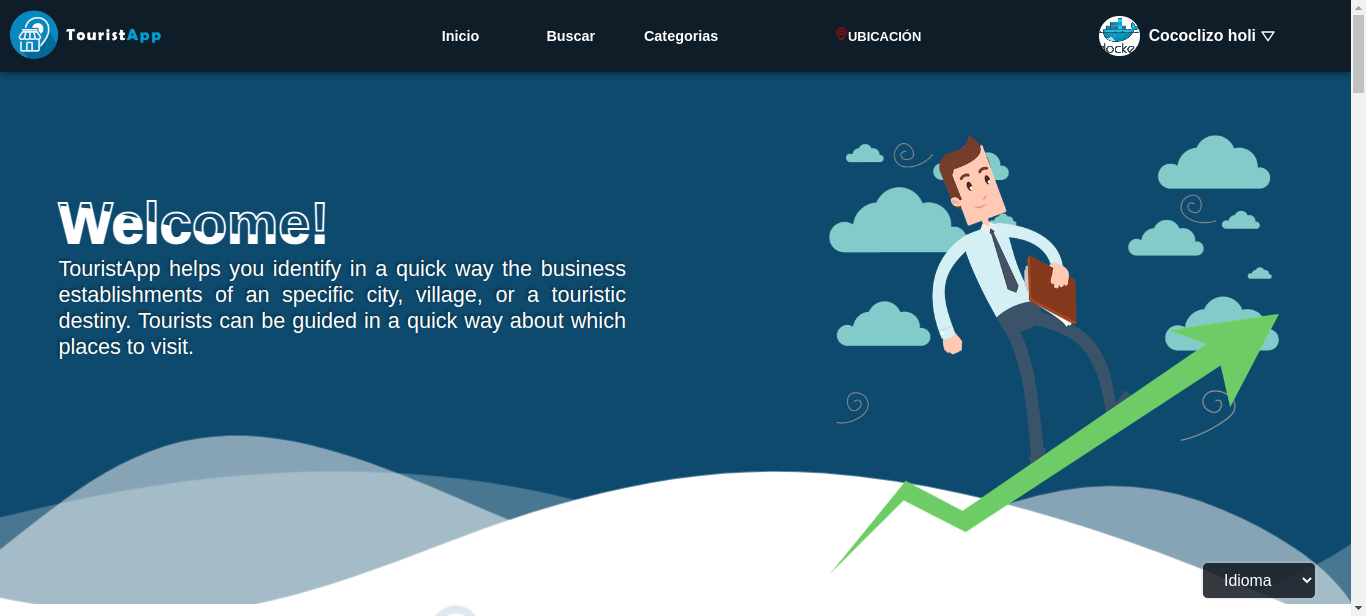 TouristApp
Inicio
Buscar
Categorias
UBICACIÓN
docke
Cococlizo holi
Welcome!
TouristApp helps you identify in a quick way the business
establishments of an specific city, village, or a touristic
destiny. Tourists can be guided in a quick way about which
places to visit.
Idioma